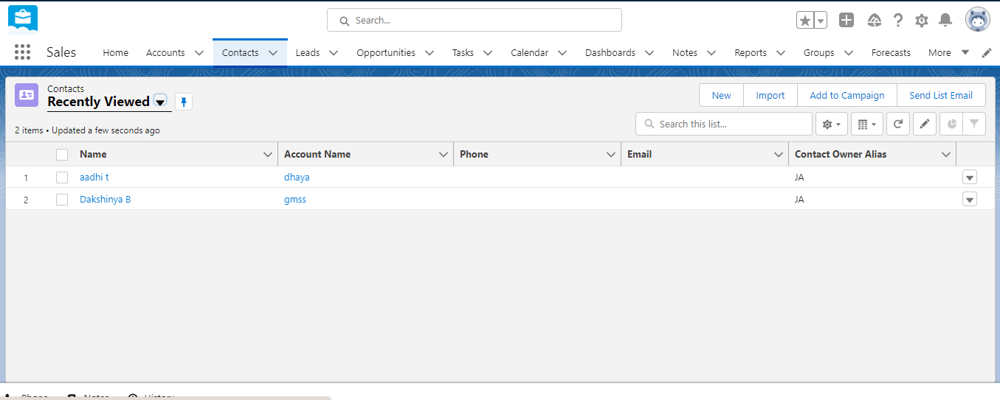 Search...
Sales Home Accounts Contacts Leads Opportunities Tasks Calendar Dashboards Notes Reports Groups Forecasts More
Contacts
Recently Viewed
New Import Add to Campaign Send List Email
2 items • Updated a few seconds ago
Search this list...
Name Account Name Phone Email Contact Owner Alias
1 aadhi t dhaya JA
2 Dakshinya B gmss JA
Phone Notes History